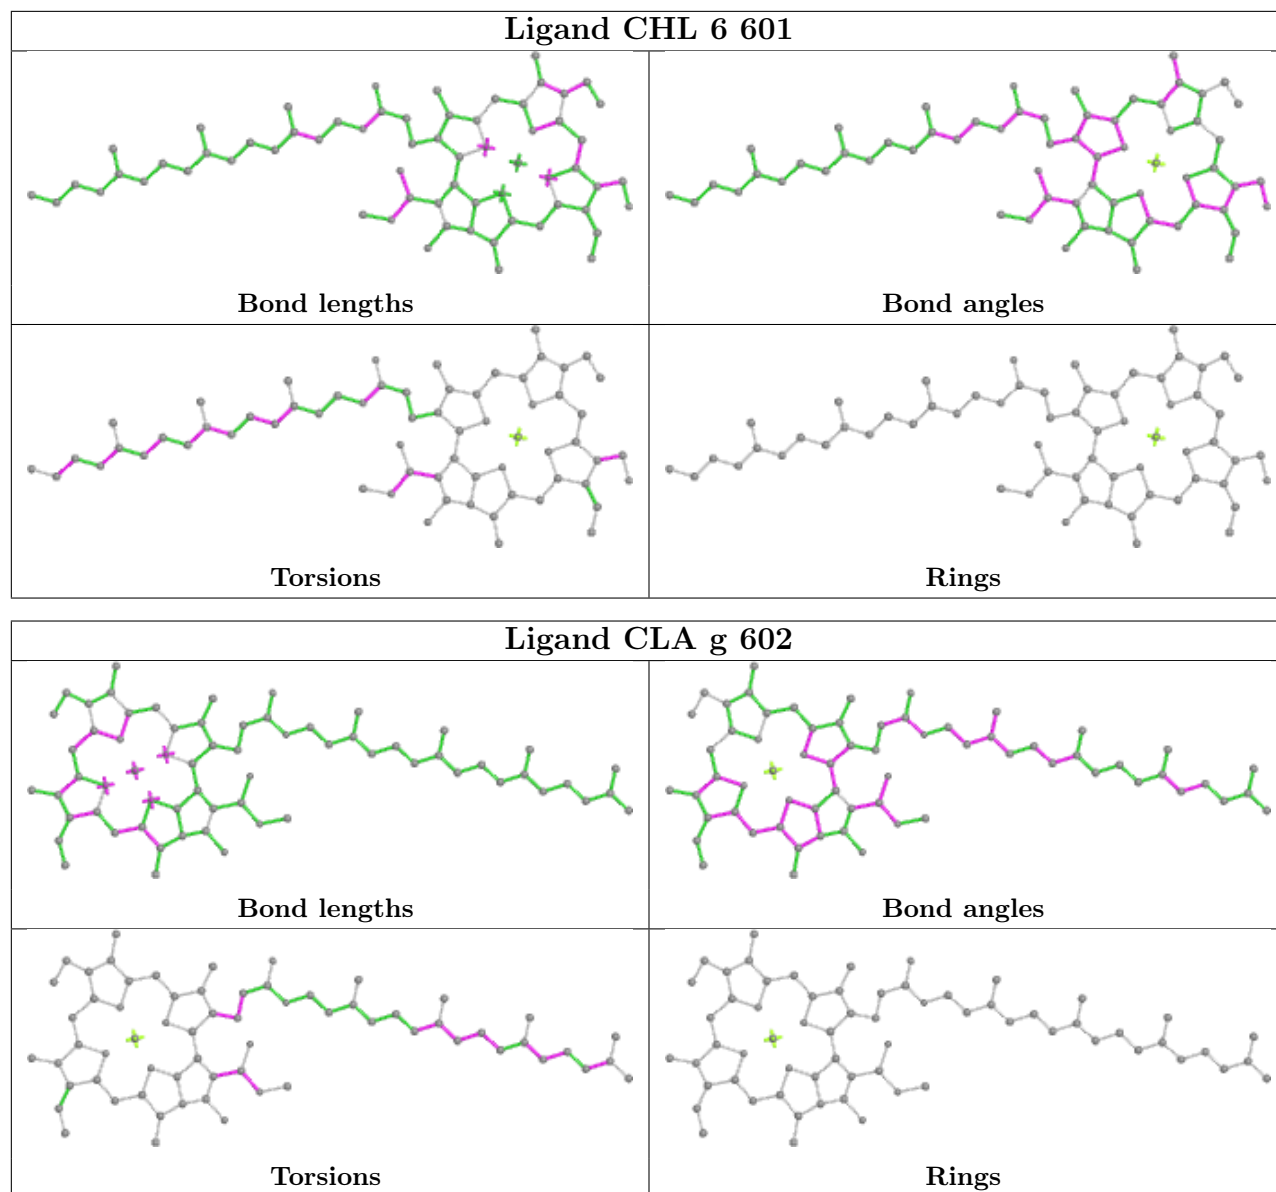 Ligand CHL 6 601
Bond lengths
Bond angles
Torsions
Rings
Ligand CLA g 602
Bond lengths
Bond angles
Torsions
Rings